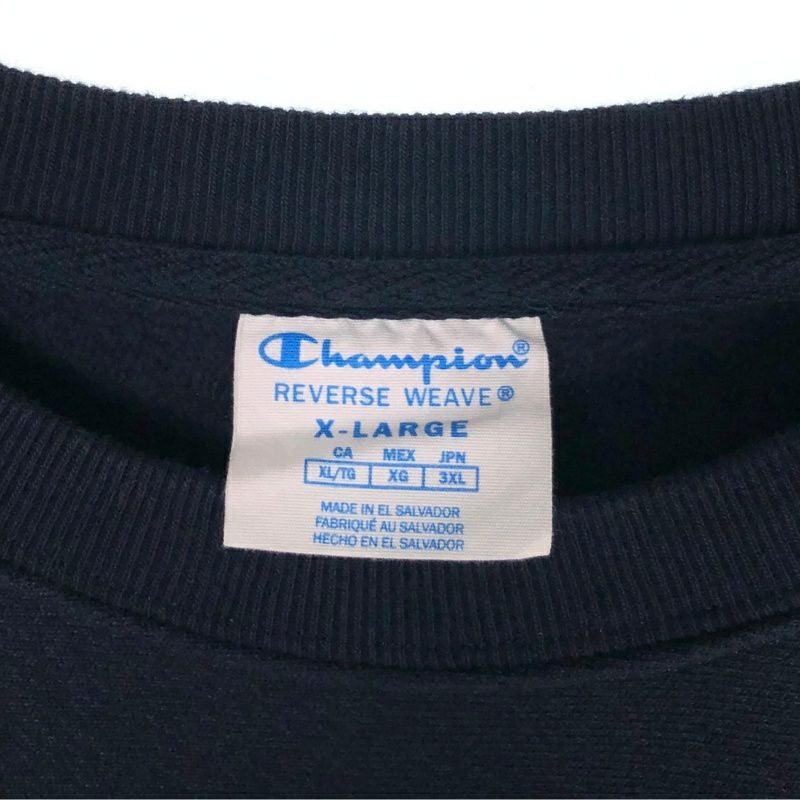 Champion®
REVERSE WEAVE®
X-LARGE
CA MEX JPN
XL/TG XG 3XL
MADE IN EL SALVADOR
FABRIQUÉ AU SALVADOR
HECHO EN EL SALVADOR